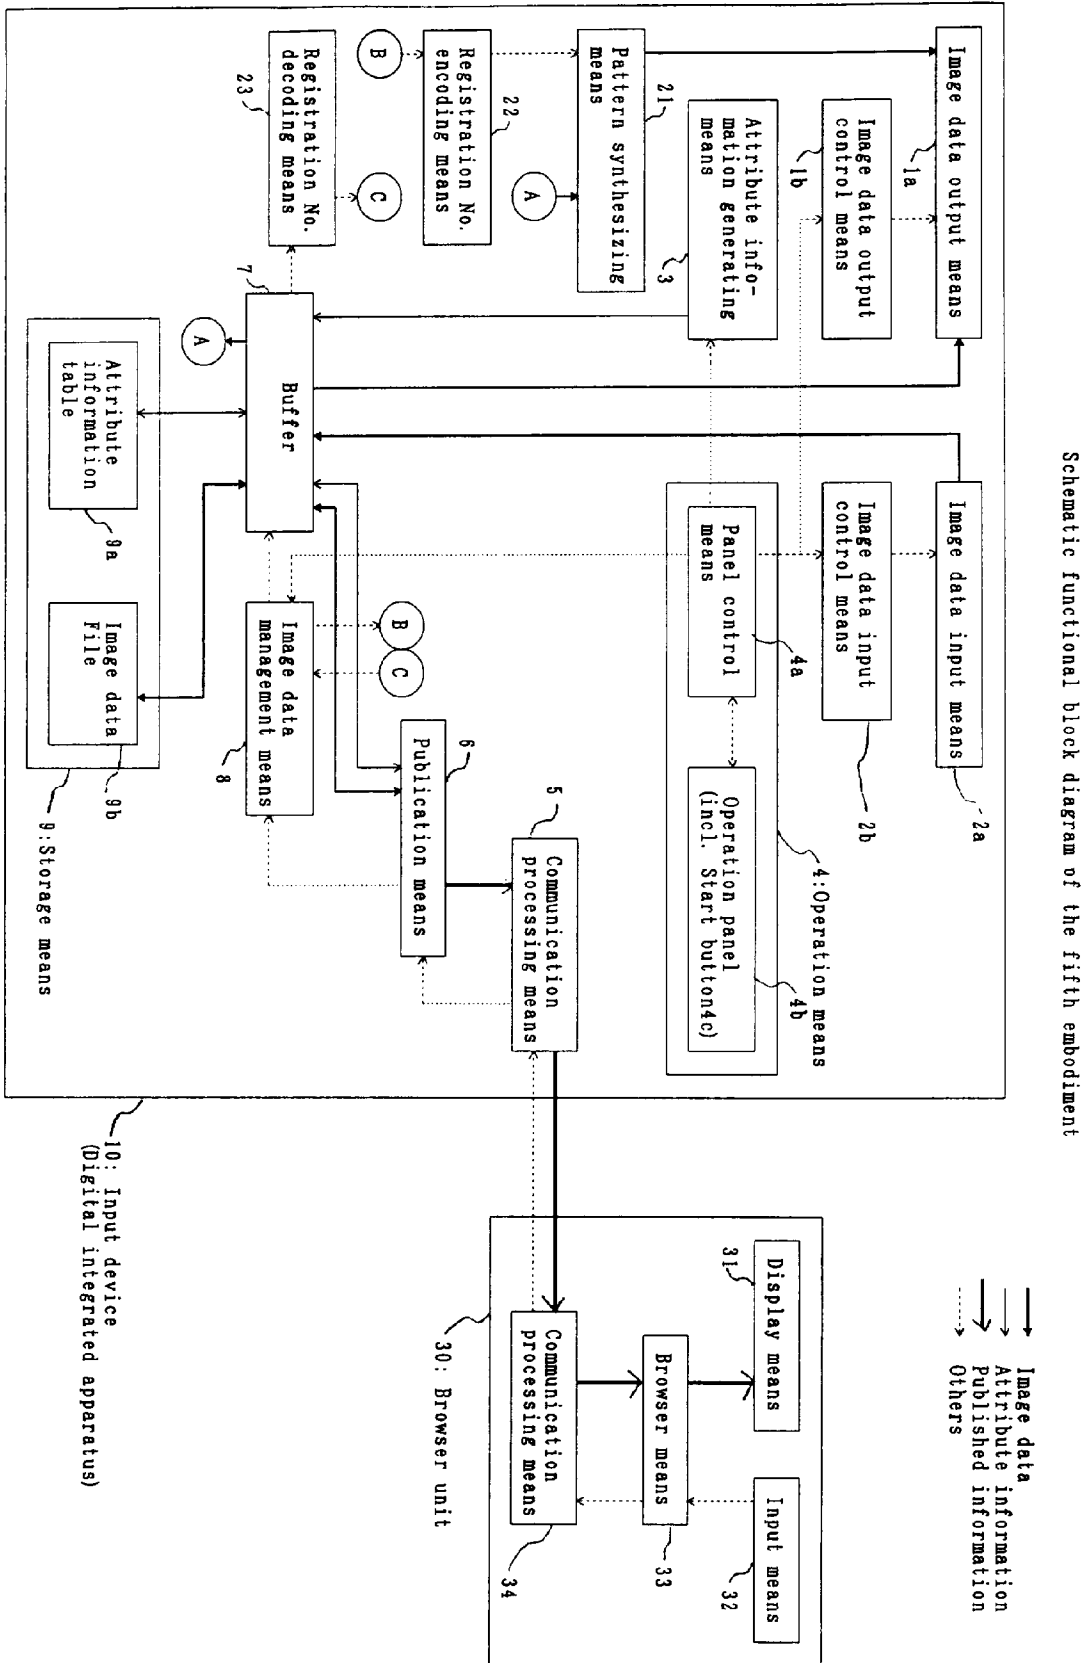 Schematic functional block diagram of the fifth embodiment
Image data
Attribute information
Published information
Others
Image data output means
1a
Image data output
control means
1b
Attribute info-
mation generating
means
3
Pattern synthesizing
means
21
A
Registration No.
encoding means
22
B
Registration No.
decoding means
23
C
Image data input means
2a
Image data input
control means
2b
4:Operation means
Panel control
means
4a
Operation panel
(incl. Start button4c)
4b
7
Buffer
A
B
C
Image data
management means
8
Publication means
6
Communication
processing means
5
Attribute
information
table
9a
Image data
File
9b
9:Storage means
10: Input device
(Digital integrated apparatus)
Display means
31
Input means
32
Browser means
33
Communication
processing means
34
30: Browser unit